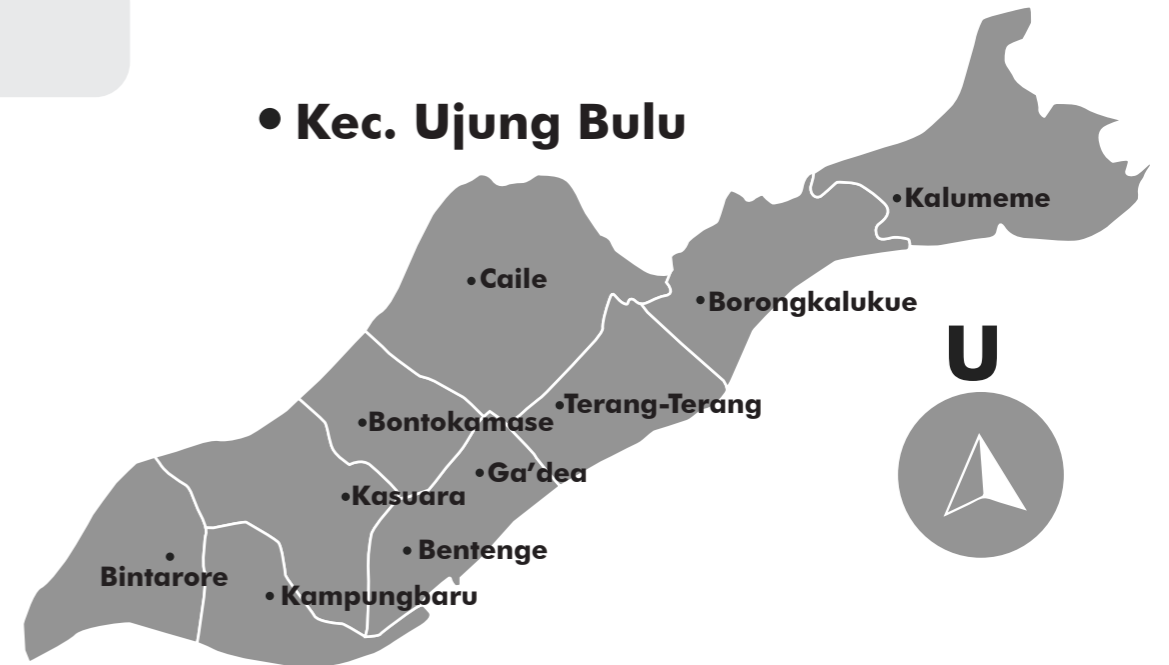 • Kec. Ujung Bulu
•Kalumeme
•Caile
•Borongkalukue
U
•Terang-Terang
•Bontokamase
•Ga’dea
•Kasuara
•Bentenge
•
Bintarore
•Kampungbaru